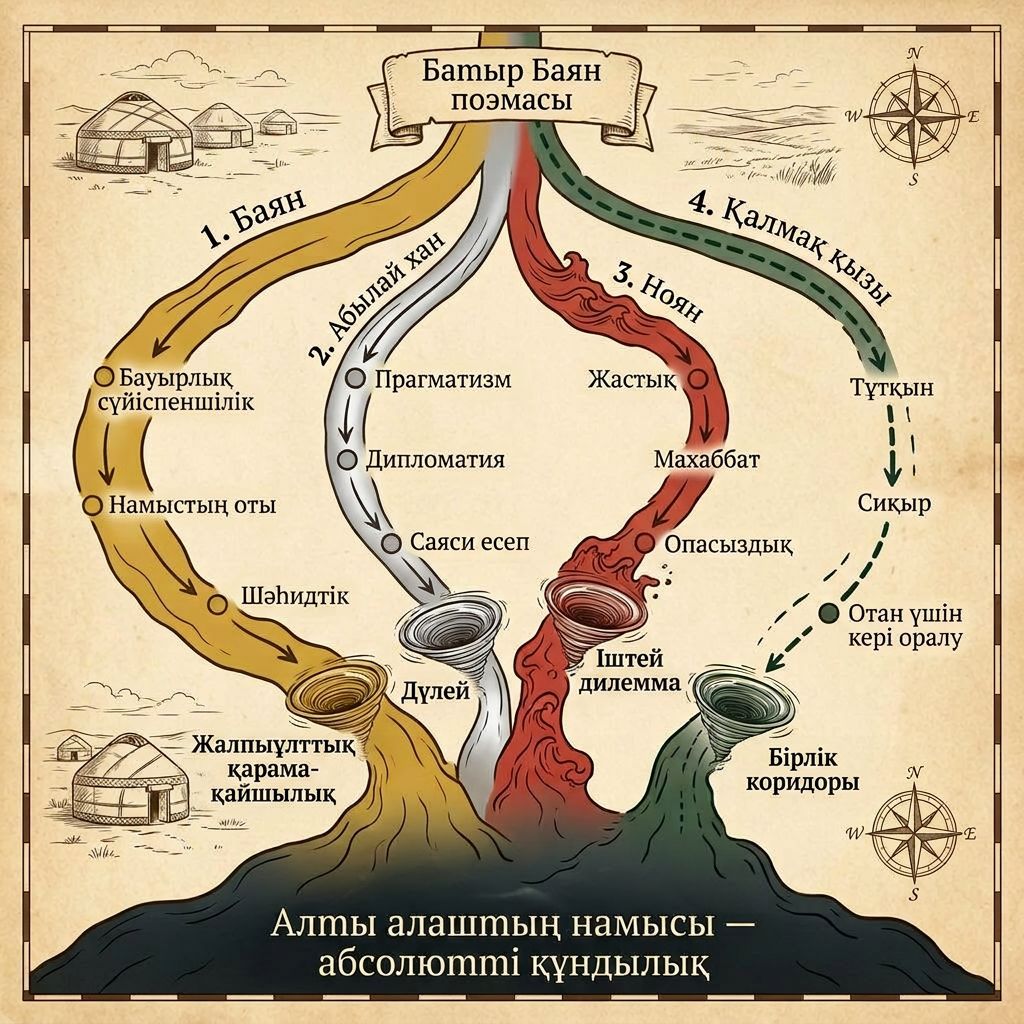 Батыр Баян
поэмасы
N
W
E
S
1. Баян
2. Абылай хан
3. Ноян
4. Қалмақ қызы
Бауырлық
сүйіспеншілік
Прагматизм
Жастық
Тұтқын
Дипломатия
Махаббат
Намыстың оты
Сиқыр
Саяси есеп
Опасыздық
Шәһидтік
Отан үшін
кері оралу
Дүлей
Іштей
дилемма
Жалпыұлттық
қарама-
қайшылық
Бірлік
коридоры
N
W
E
S
Алты алаштың намысы —
абсолютті құндылық